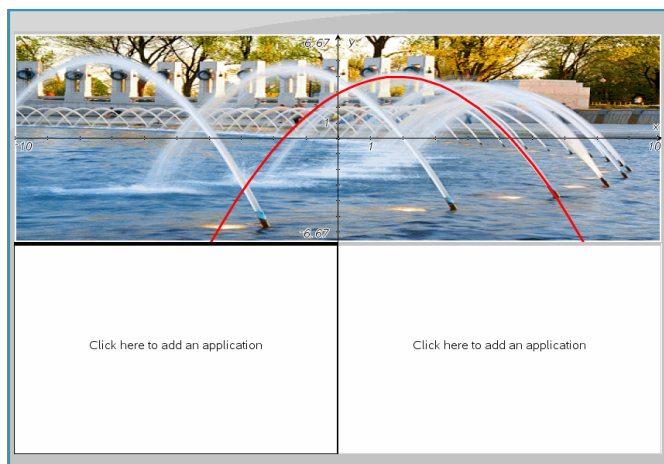 -6.67 y
1
x
-10 1 10
-6.67
Click here to add an application Click here to add an application